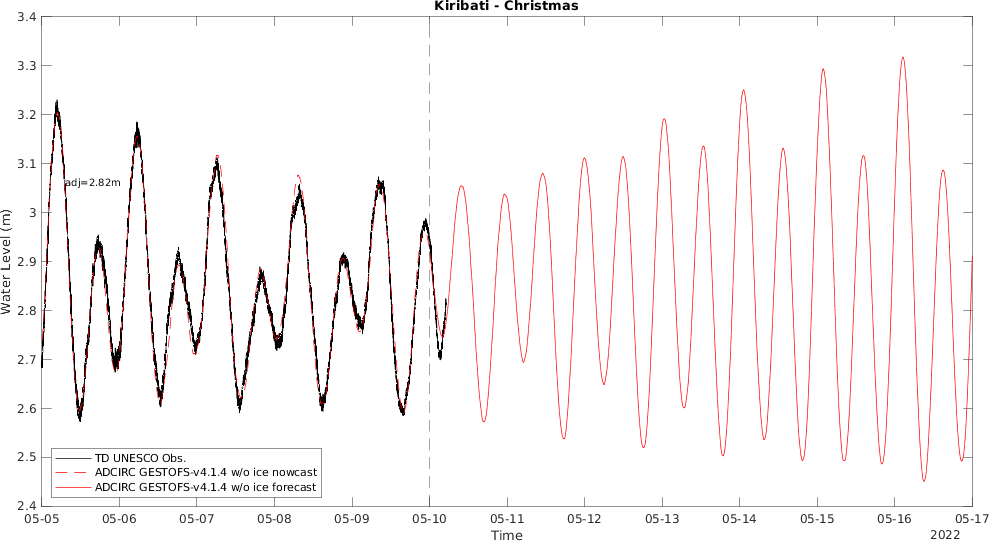 Kiribati - Christmas
3.4
3.3
3.2
3.1
3
2.9
2.8
2.7
2.6
2.5
2.4
Water Level (m)
adj=2.82m
TD UNESCO Obs.
ADCIRC GESTOFS-v4.1.4 w/o ice nowcast
ADCIRC GESTOFS-v4.1.4 w/o ice forecast
05-05 05-06 05-07 05-08 05-09 05-10 05-11 05-12 05-13 05-14 05-15 05-16 05-17
Time
2022